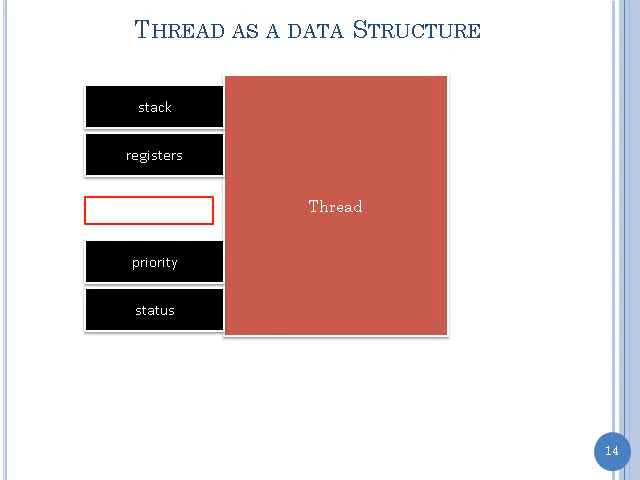 THREAD AS A DATA STRUCTURE
stack
registers
Thread
priority
status
14